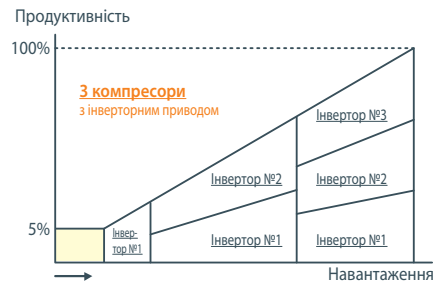 Продуктивність
100%
3 компресори
з інверторним приводом
Інвертор №3
Інвертор №2
Інвертор №2
5%
Інвер-
тор №1
Інвертор №1
Інвертор №1
Навантаження